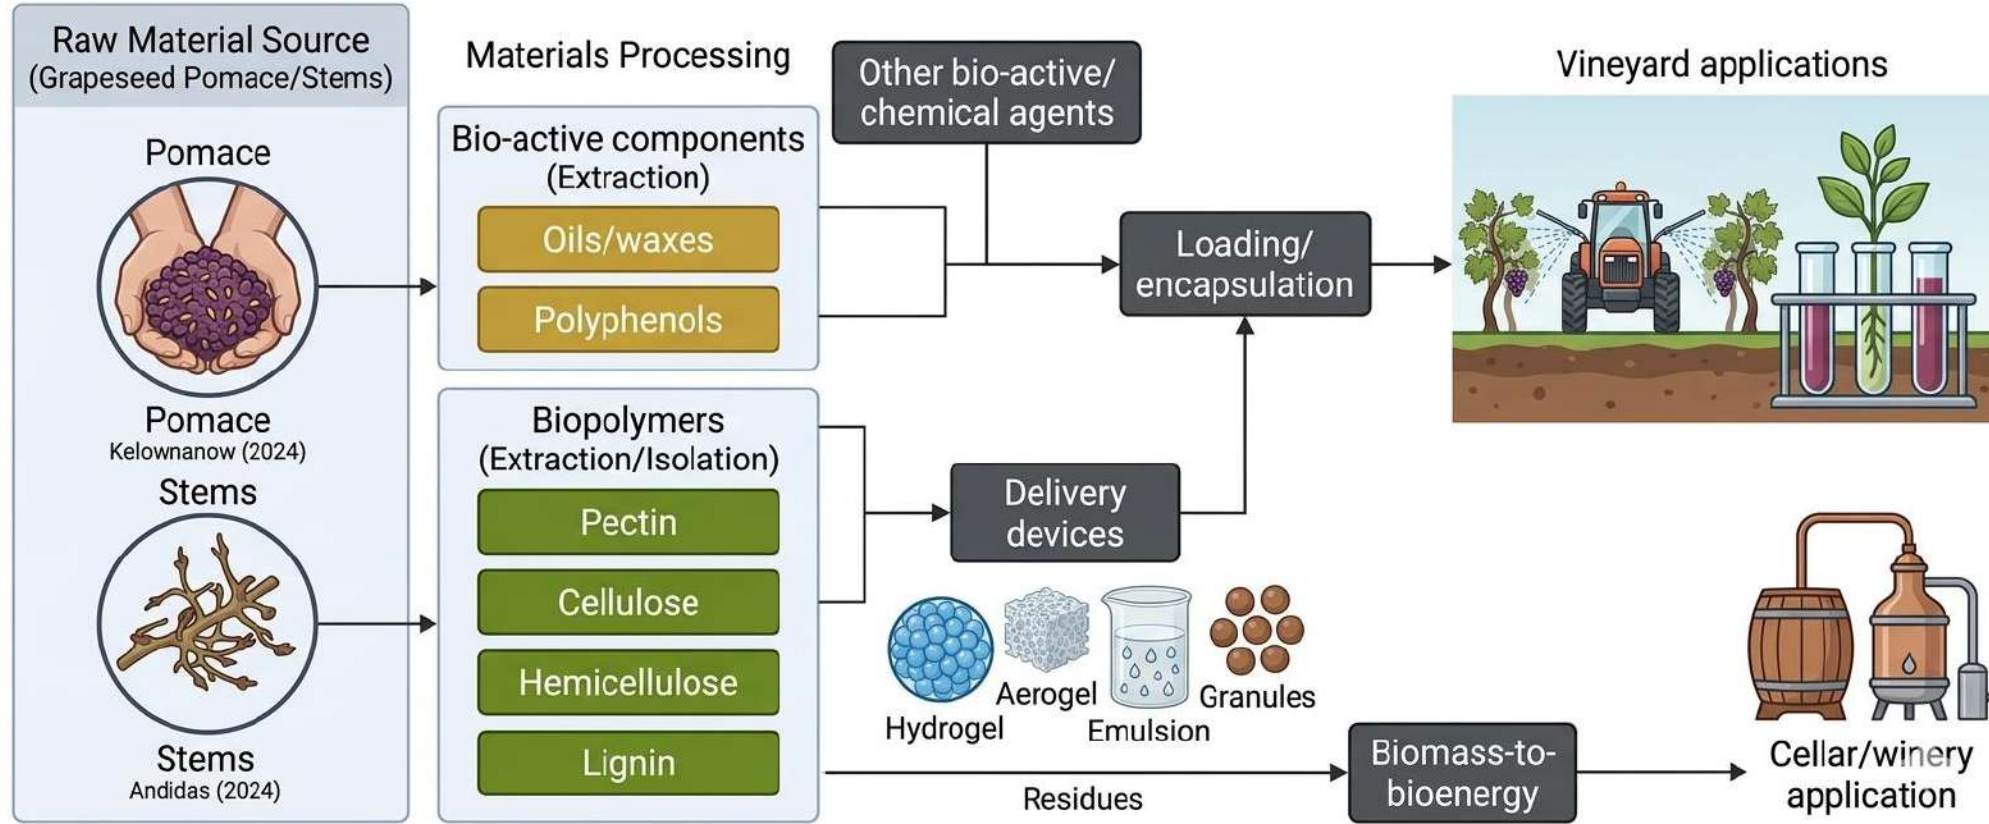 Raw Material Source
(Grapeseed Pomace/Stems)
Pomace
Pomace
Kelownanow (2024)
Stems
Stems
Andidas (2024)
Materials Processing
Bio-active components
(Extraction)
Oils/waxes
Polyphenols
Biopolymers
(Extraction/Isolation)
Pectin
Cellulose
Hemicellulose
Lignin
Other bio-active/
chemical agents
Loading/
encapsulation
Delivery
devices
Hydrogel
Aerogel
Emulsion
Granules
Residues
Biomass-to-
bioenergy
Vineyard applications
Cellar/winery
application